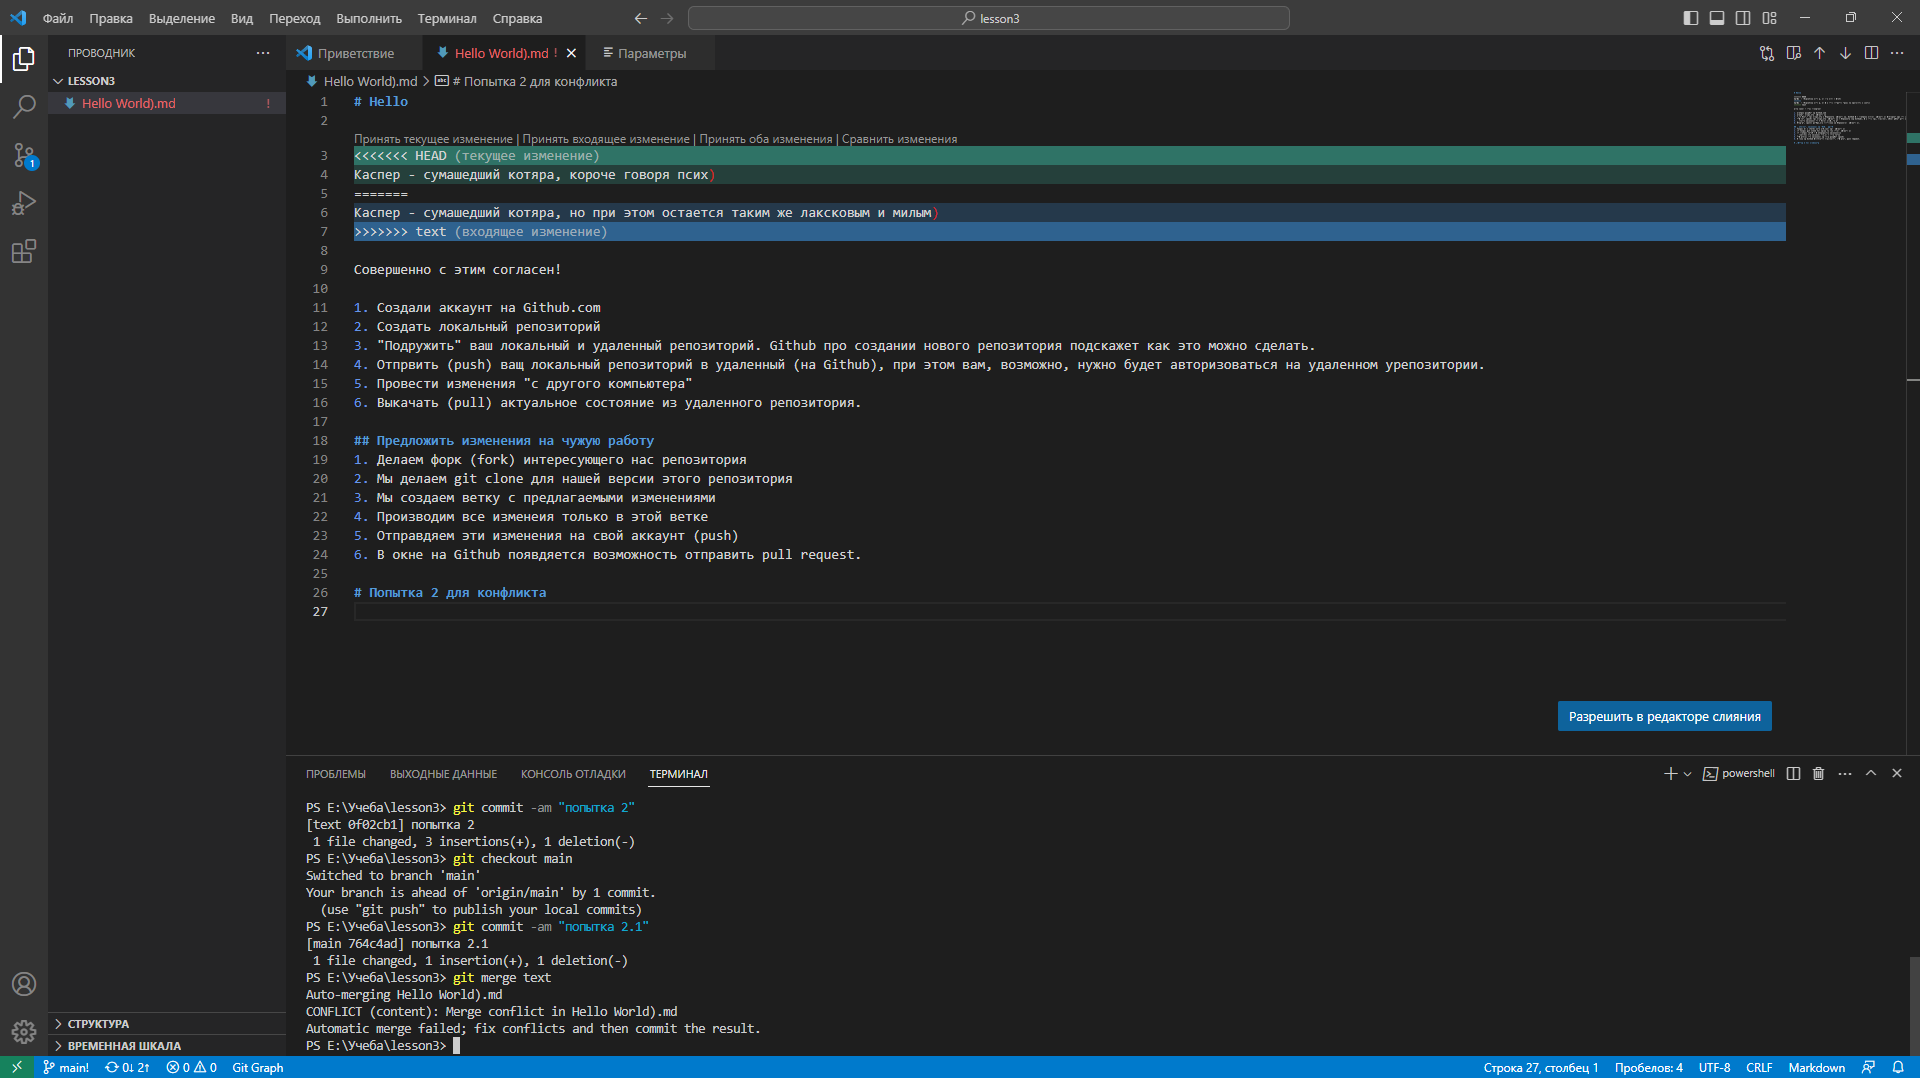 Файл Правка Выделение Вид Переход Выполнить Терминал Справка
lesson3
ПРОВОДНИК
LESSON3
Hello World).md !
1
СТРУКТУРА
ВРЕМЕННАЯ ШКАЛА
Приветствие
Hello World).md !
Параметры
Hello World).md > # Попытка 2 для конфликта
1 # Hello
2
Принять текущее изменение | Принять входящее изменение | Принять оба изменения | Сравнить изменения
3 <<<<<<< HEAD (текущее изменение)
4 Каспер - сумашедший котяра, короче говоря псих)
5 =======
6 Каспер - сумашедший котяра, но при этом остается таким же лаксковым и милым)
7 >>>>>>> text (входящее изменение)
8
9 Совершенно с этим согласен!
10
11 1. Создали аккаунт на Github.com
12 2. Создать локальный репозиторий
13 3. "Подружить" ваш локальный и удаленный репозиторий. Github про создании нового репозитория подскажет как это можно сделать.
14 4. Отпрвить (push) ващ локальный репозиторий в удаленный (на Github), при этом вам, возможно, нужно будет авторизоваться на удаленном урепозитории.
15 5. Провести изменения "с другого компьютера"
16 6. Выкачать (pull) актуальное состояние из удаленного репозитория.
17
18 ## Предложить изменения на чужую работу
19 1. Делаем форк (fork) интересующего нас репозитория
20 2. Мы делаем git clone для нашей версии этого репозитория
21 3. Мы создаем ветку с предлагаемыми изменениями
22 4. Производим все изменеия только в этой ветке
23 5. Отправдяем эти изменения на свой аккаунт (push)
24 6. В окне на Github появдяется возможность отправить pull request.
25
26 # Попытка 2 для конфликта
27
Разрешить в редакторе слияния
ПРОБЛЕМЫ ВЫХОДНЫЕ ДАННЫЕ КОНСОЛЬ ОТЛАДКИ ТЕРМИНАЛ
powershell
PS E:\Учеба\lesson3> git commit -am "попытка 2"
[text 0f02cb1] попытка 2
1 file changed, 3 insertions(+), 1 deletion(-)
PS E:\Учеба\lesson3> git checkout main
Switched to branch 'main'
Your branch is ahead of 'origin/main' by 1 commit.
(use "git push" to publish your local commits)
PS E:\Учеба\lesson3> git commit -am "попытка 2.1"
[main 764c4ad] попытка 2.1
1 file changed, 1 insertion(+), 1 deletion(-)
PS E:\Учеба\lesson3> git merge text
Auto-merging Hello World).md
CONFLICT (content): Merge conflict in Hello World).md
Automatic merge failed; fix conflicts and then commit the result.
PS E:\Учеба\lesson3>
main! 0↓ 2↑ 0 0 Git Graph
Строка 27, столбец 1 Пробелов: 4 UTF-8 CRLF Markdown